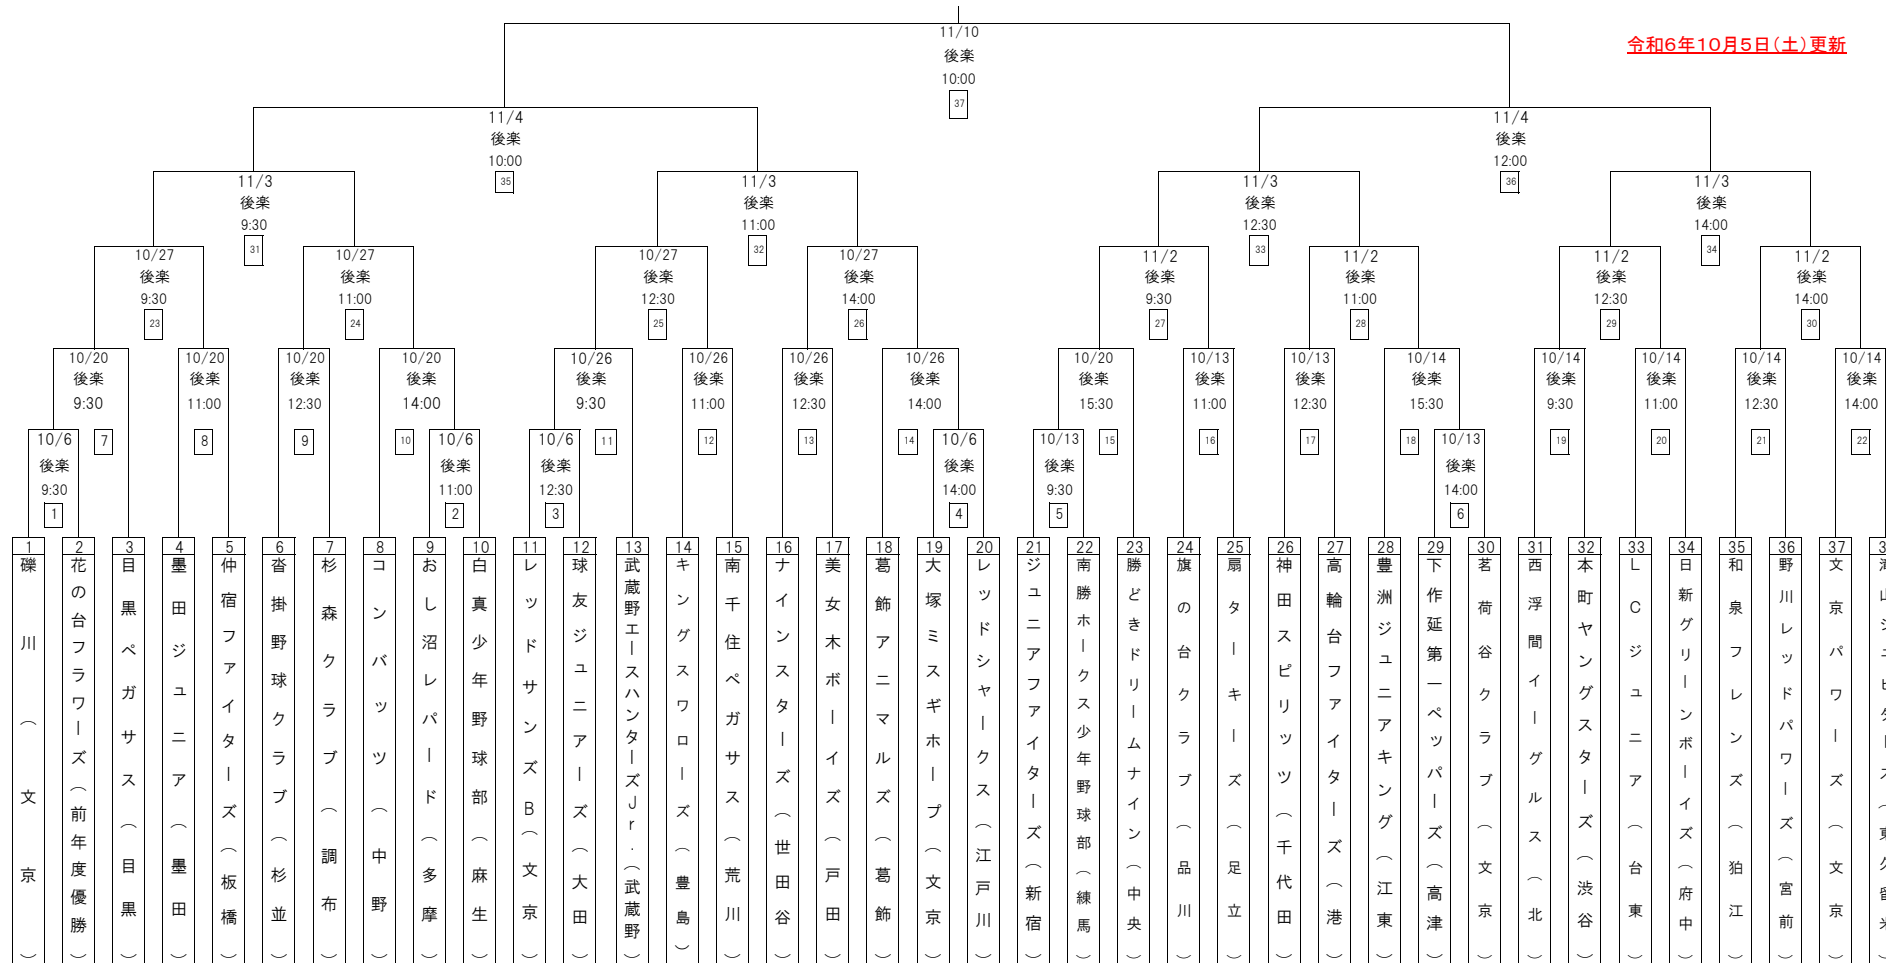 11/10
後楽
10:00
37
令和6年10月5日(土)更新
11/4
後楽
10:00
35
11/4
後楽
12:00
36
11/3
後楽
9:30
31
11/3
後楽
11:00
32
11/3
後楽
12:30
33
11/3
後楽
14:00
34
10/27
後楽
9:30
23
10/27
後楽
11:00
24
10/27
後楽
12:30
25
10/27
後楽
14:00
26
11/2
後楽
9:30
27
11/2
後楽
11:00
28
11/2
後楽
12:30
29
11/2
後楽
14:00
30
10/20
後楽
9:30
7
10/20
後楽
11:00
8
10/20
後楽
12:30
9
10/20
後楽
14:00
10
10/26
後楽
9:30
11
10/26
後楽
11:00
12
10/26
後楽
12:30
13
10/26
後楽
14:00
14
10/20
後楽
15:30
15
10/13
後楽
11:00
16
10/13
後楽
12:30
17
10/14
後楽
15:30
18
10/14
後楽
9:30
19
10/14
後楽
11:00
20
10/14
後楽
12:30
21
10/14
後楽
14:00
22
10/6
後楽
9:30
1
10/6
後楽
11:00
2
10/6
後楽
12:30
3
10/6
後楽
14:00
4
10/13
後楽
9:30
5
10/13
後楽
14:00
6
1
礫川(文京)
2
花の台フラワーズ(前年度優勝)
3
目黒ペガサス(目黒)
4
墨田ジュニア(墨田)
5
仲宿ファイターズ(板橋)
6
沓掛野球クラブ(杉並)
7
杉森クラブ(調布)
8
コンバッツ(中野)
9
おし沼レパード(多摩)
10
白真少年野球部(麻生)
11
レッドサンズB(文京)
12
球友ジュニアーズ(大田)
13
武蔵野エースハンターズJr.(武蔵野)
14
キングスワローズ(豊島)
15
南千住ペガサス(荒川)
16
ナインスターズ(世田谷)
17
美女木ボーイズ(戸田)
18
葛飾アニマルズ(葛飾)
19
大塚ミスギホープ(文京)
20
レッドシャークス(江戸川)
21
ジュニアファイターズ(新宿)
22
南勝ホークス少年野球部(練馬)
23
勝どきドリームナイン(中央)
24
旗の台クラブ(品川)
25
扇ターキーズ(足立)
26
神田スピリッツ(千代田)
27
高輪台ファイターズ(港)
28
豊洲ジュニアキング(江東)
29
下作延第一ペッパーズ(高津)
30
茗荷谷クラブ(文京)
31
西浮間イーグルス(北)
32
本町ヤングスターズ(渋谷)
33
LCジュニア(台東)
34
日新グリーンボーイズ(府中)
35
和泉フレンズ(狛江)
36
野川レッドパワーズ(宮前)
37
文京パワーズ(文京)